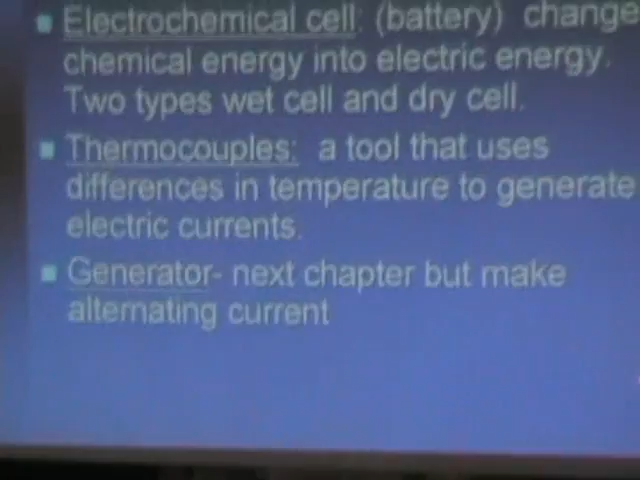 Electrochemical cell: (battery) change
chemical energy into electric energy.
Two types wet cell and dry cell.
Thermocouples: a tool that uses
differences in temperature to generate
electric currents.
Generator- next chapter but make
alternating current